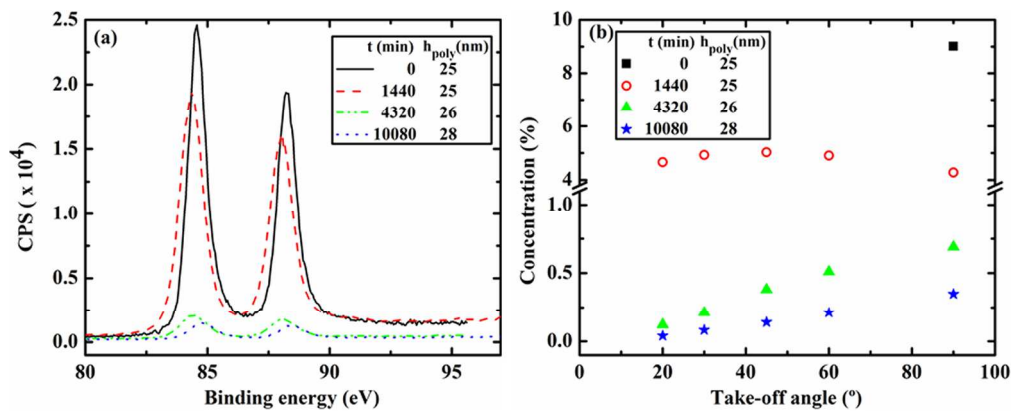 (a)
t (min) h_poly(nm)
0 25
1440 25
4320 26
10080 28
2.5
2.0
1.5
1.0
0.5
0.0
CPS ( x 10⁴)
80 85 90 95
Binding energy (eV)
(b)
t (min) h_poly(nm)
0 25
1440 25
4320 26
10080 28
10
8
6
4
1.0
0.5
0.0
Concentration (%)
0 20 40 60 80 100
Take-off angle (º)